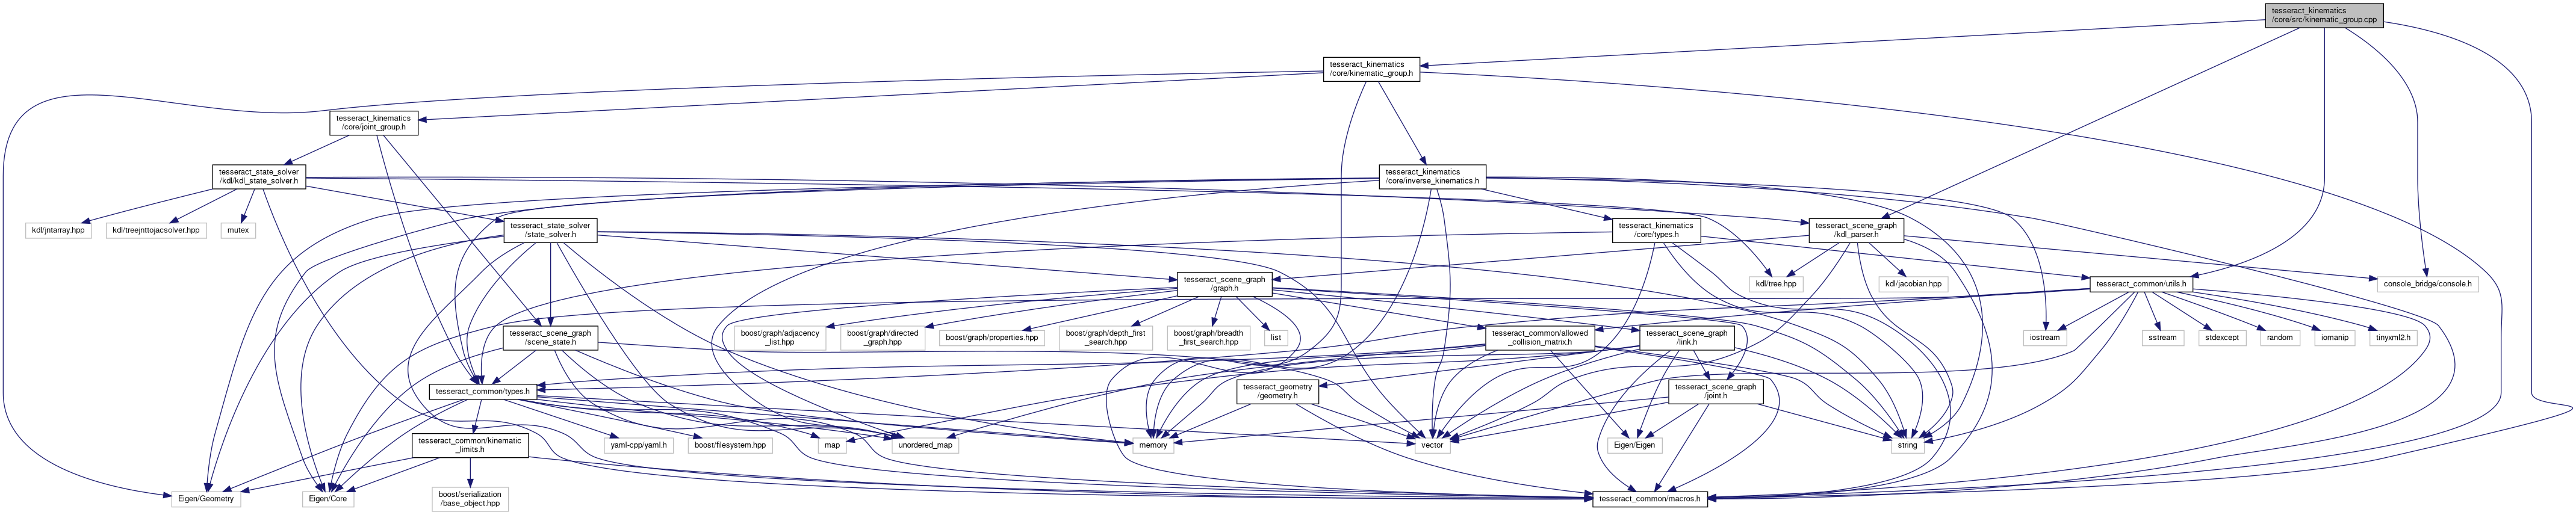 tesseract_kinematics
/core/src/kinematic_group.cpp
tesseract_kinematics
/core/kinematic_group.h
tesseract_kinematics
/core/joint_group.h
tesseract_state_solver
/kdl/kdl_state_solver.h
tesseract_kinematics
/core/inverse_kinematics.h
kdl/jntarray.hpp
kdl/treejnttojacsolver.hpp
mutex
tesseract_state_solver
/state_solver.h
tesseract_kinematics
/core/types.h
tesseract_scene_graph
/kdl_parser.h
tesseract_scene_graph
/graph.h
kdl/tree.hpp
kdl/jacobian.hpp
tesseract_common/utils.h
console_bridge/console.h
tesseract_scene_graph
/scene_state.h
boost/graph/adjacency
_list.hpp
boost/graph/directed
_graph.hpp
boost/graph/properties.hpp
boost/graph/depth_first
_search.hpp
boost/graph/breadth
_first_search.hpp
list
tesseract_common/allowed
_collision_matrix.h
tesseract_scene_graph
/link.h
iostream
sstream
stdexcept
random
iomanip
tinyxml2.h
tesseract_common/types.h
tesseract_geometry
/geometry.h
tesseract_scene_graph
/joint.h
tesseract_common/kinematic
_limits.h
yaml-cpp/yaml.h
boost/filesystem.hpp
map
unordered_map
memory
vector
Eigen/Eigen
string
Eigen/Geometry
Eigen/Core
boost/serialization
/base_object.hpp
tesseract_common/macros.h